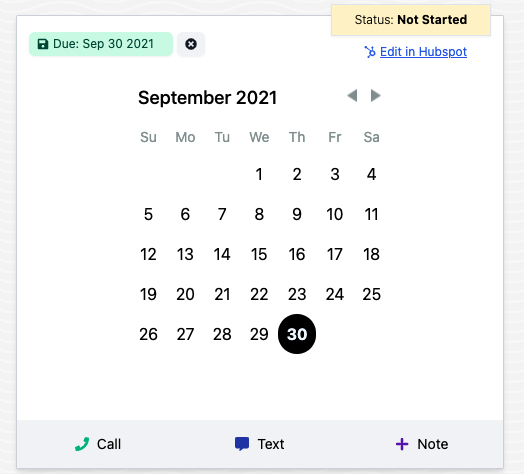 Status: Not Started
Due: Sep 30 2021
Edit in Hubspot
September 2021
Su Mo Tu We Th Fr Sa
1 2 3 4
5 6 7 8 9 10 11
12 13 14 15 16 17 18
19 20 21 22 23 24 25
26 27 28 29 30
Call Text Note